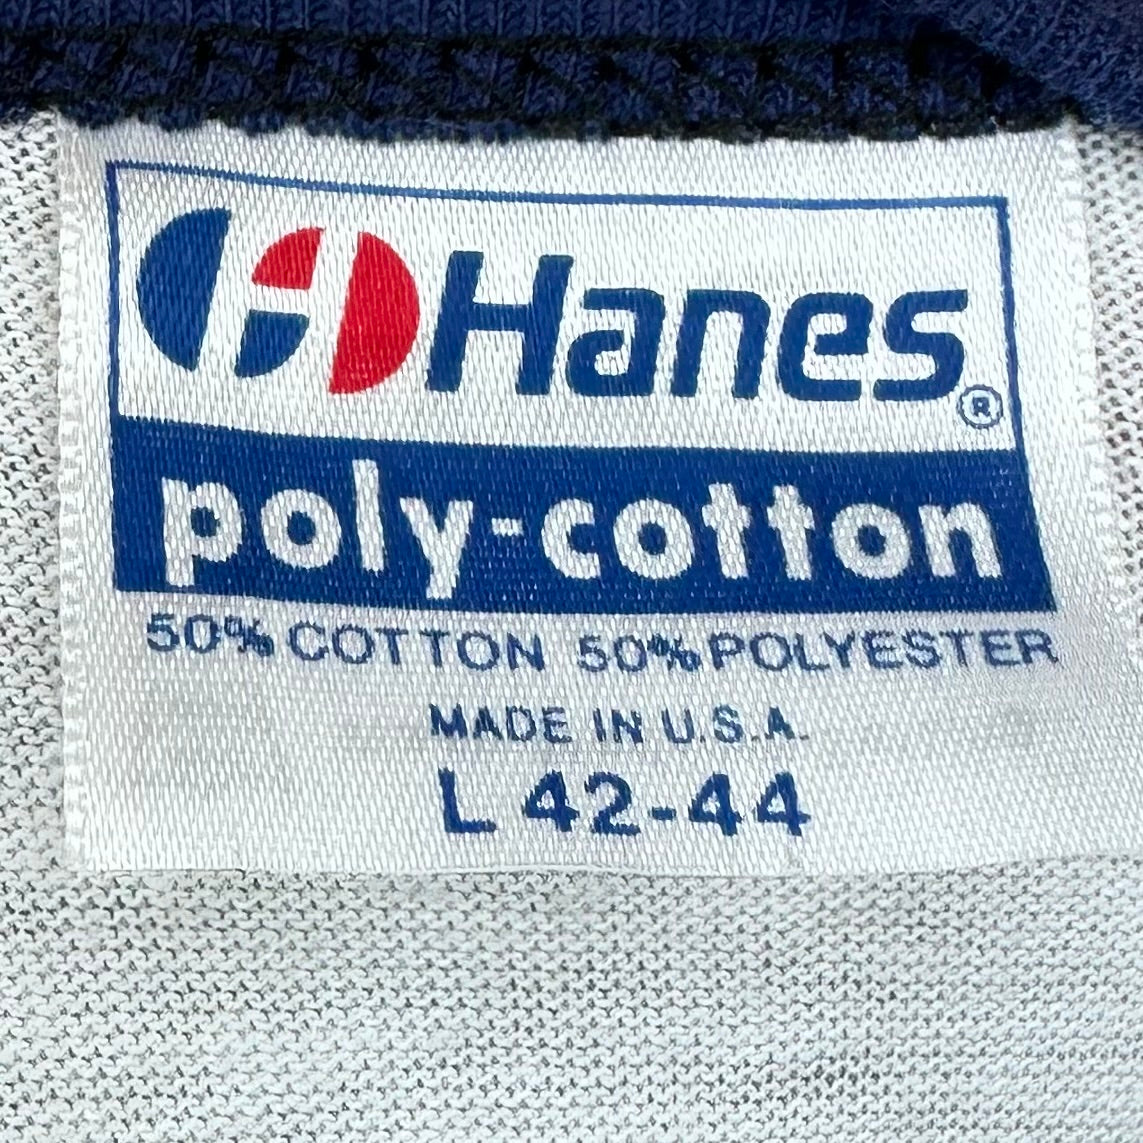 Hanes®
poly-cotton
50% COTTON 50% POLYESTER
MADE IN U.S.A.
L 42-44